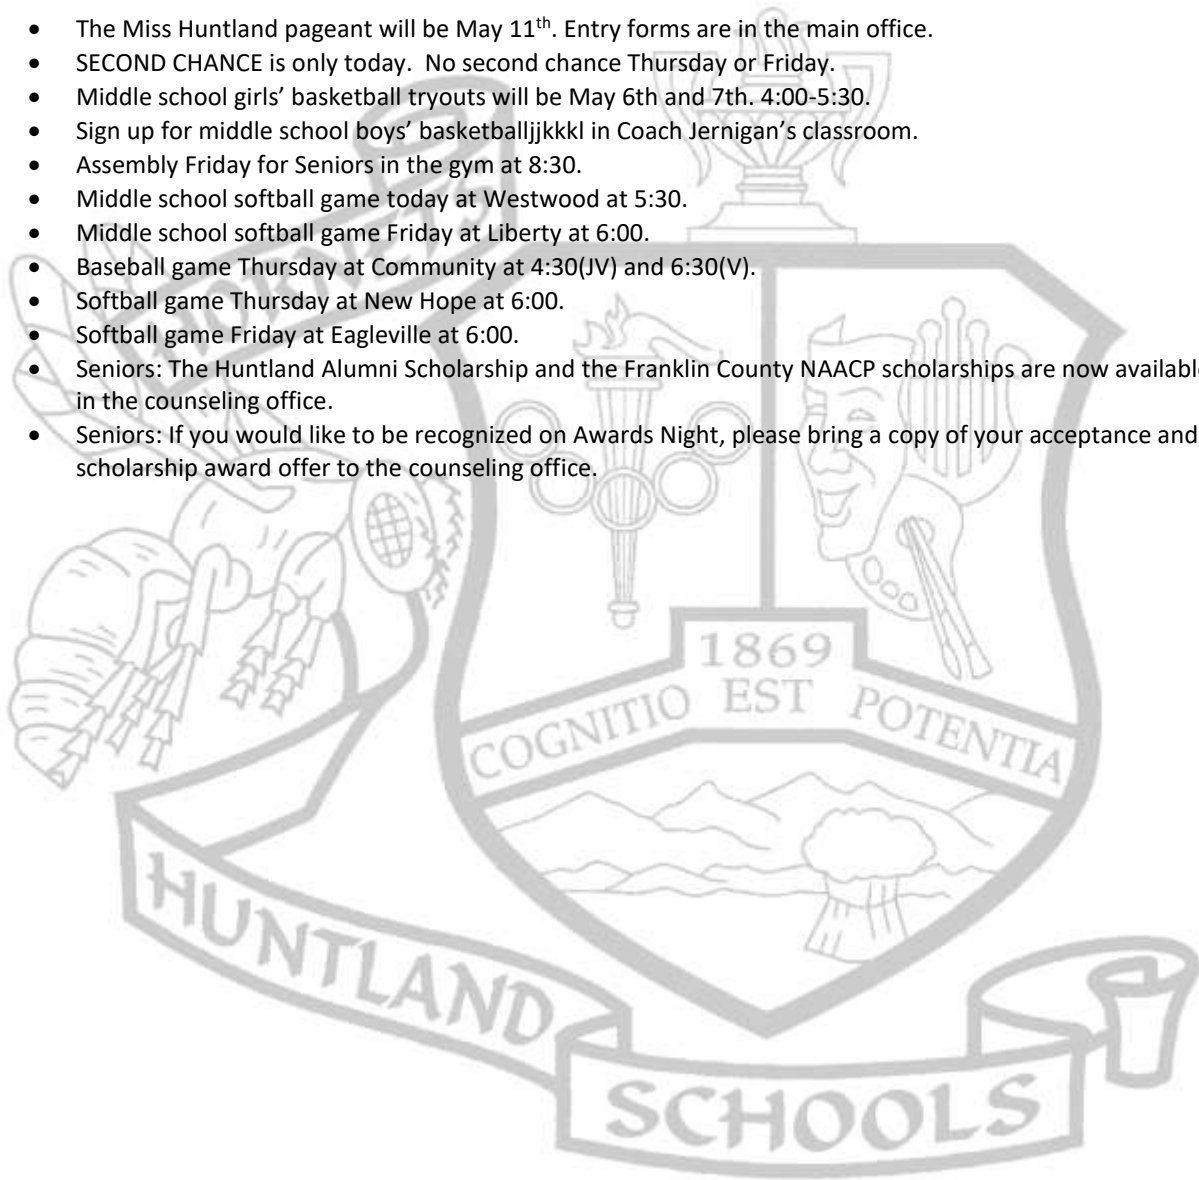 • The Miss Huntland pageant will be May 11th. Entry forms are in the main office.
• SECOND CHANCE is only today.  No second chance Thursday or Friday.
• Middle school girls’ basketball tryouts will be May 6th and 7th. 4:00-5:30.
• Sign up for middle school boys’ basketballjjkkkl in Coach Jernigan’s classroom.
• Assembly Friday for Seniors in the gym at 8:30.
• Middle school softball game today at Westwood at 5:30.
• Middle school softball game Friday at Liberty at 6:00.
• Baseball game Thursday at Community at 4:30(JV) and 6:30(V).
• Softball game Thursday at New Hope at 6:00.
• Softball game Friday at Eagleville at 6:00.
• Seniors: The Huntland Alumni Scholarship and the Franklin County NAACP scholarships are now available
in the counseling office.
• Seniors: If you would like to be recognized on Awards Night, please bring a copy of your acceptance and
scholarship award offer to the counseling office.
HORNETS
1869
COGNITIO EST POTENTIA
HUNTLAND
SCHOOLS